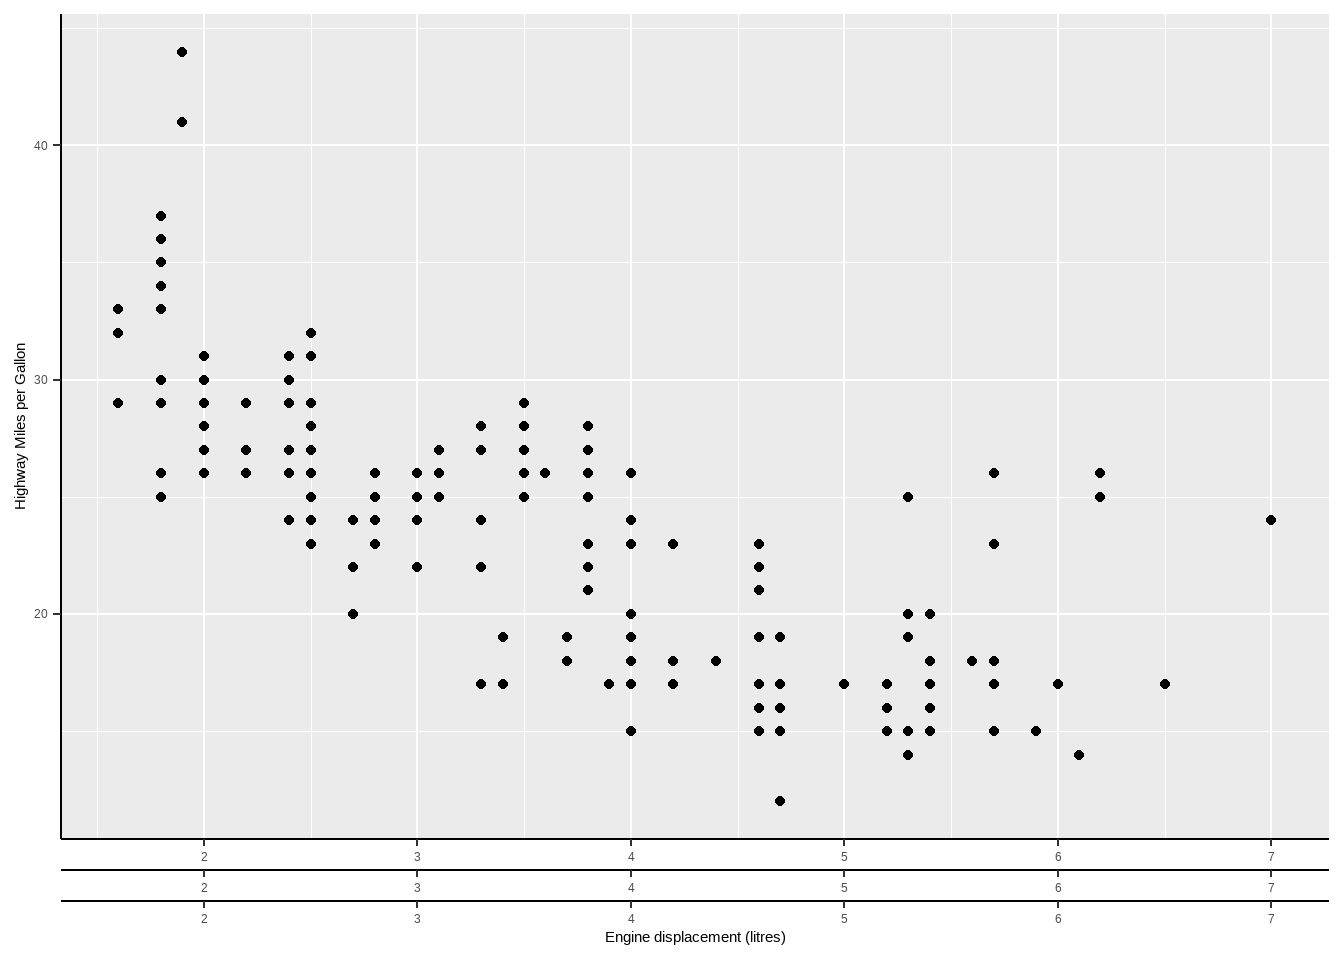 40
30
20
Highway Miles per Gallon
2 3 4 5 6 7
2 3 4 5 6 7
2 3 4 5 6 7
Engine displacement (litres)